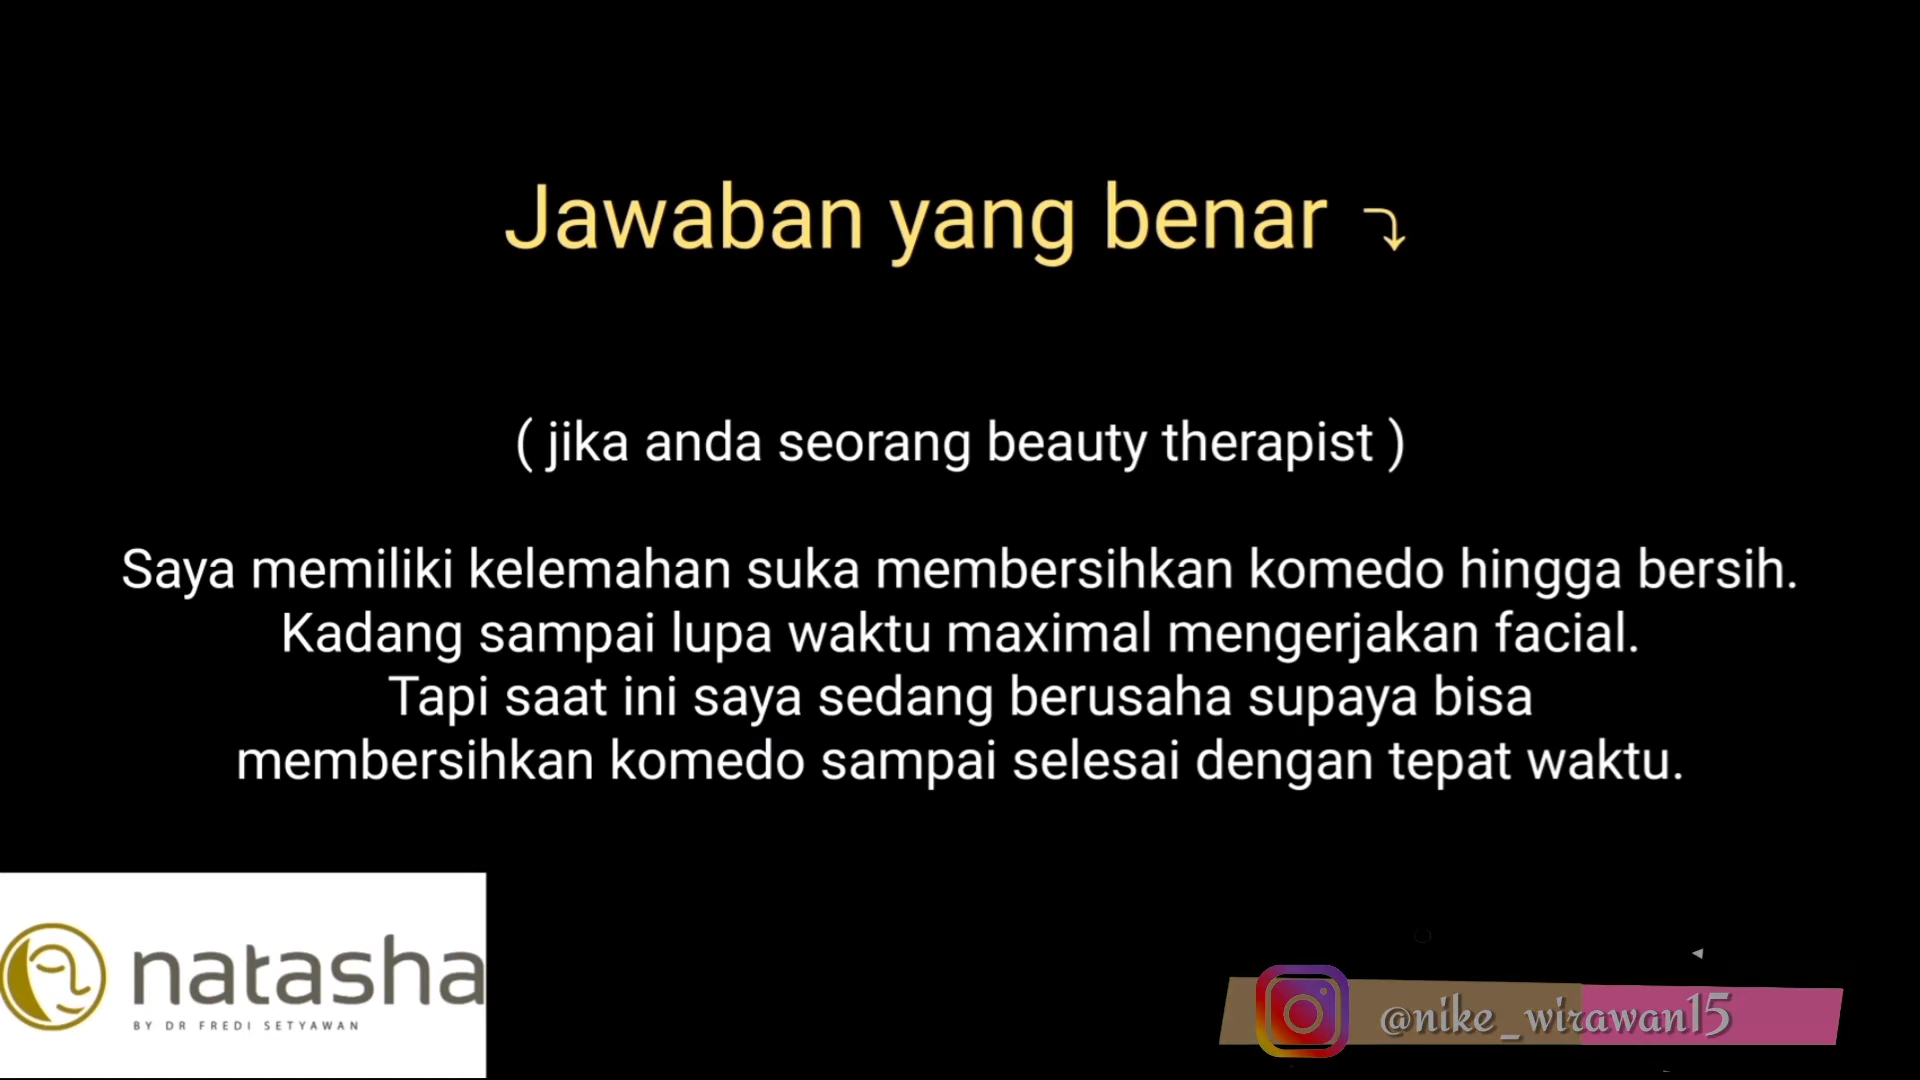 Jawaban yang benar ⤵
( jika anda seorang beauty therapist )
Saya memiliki kelemahan suka membersihkan komedo hingga bersih.
Kadang sampai lupa waktu maximal mengerjakan facial.
Tapi saat ini saya sedang berusaha supaya bisa
membersihkan komedo sampai selesai dengan tepat waktu.
natasha
BY DR FREDI SETYAWAN
@nike_wirawan15